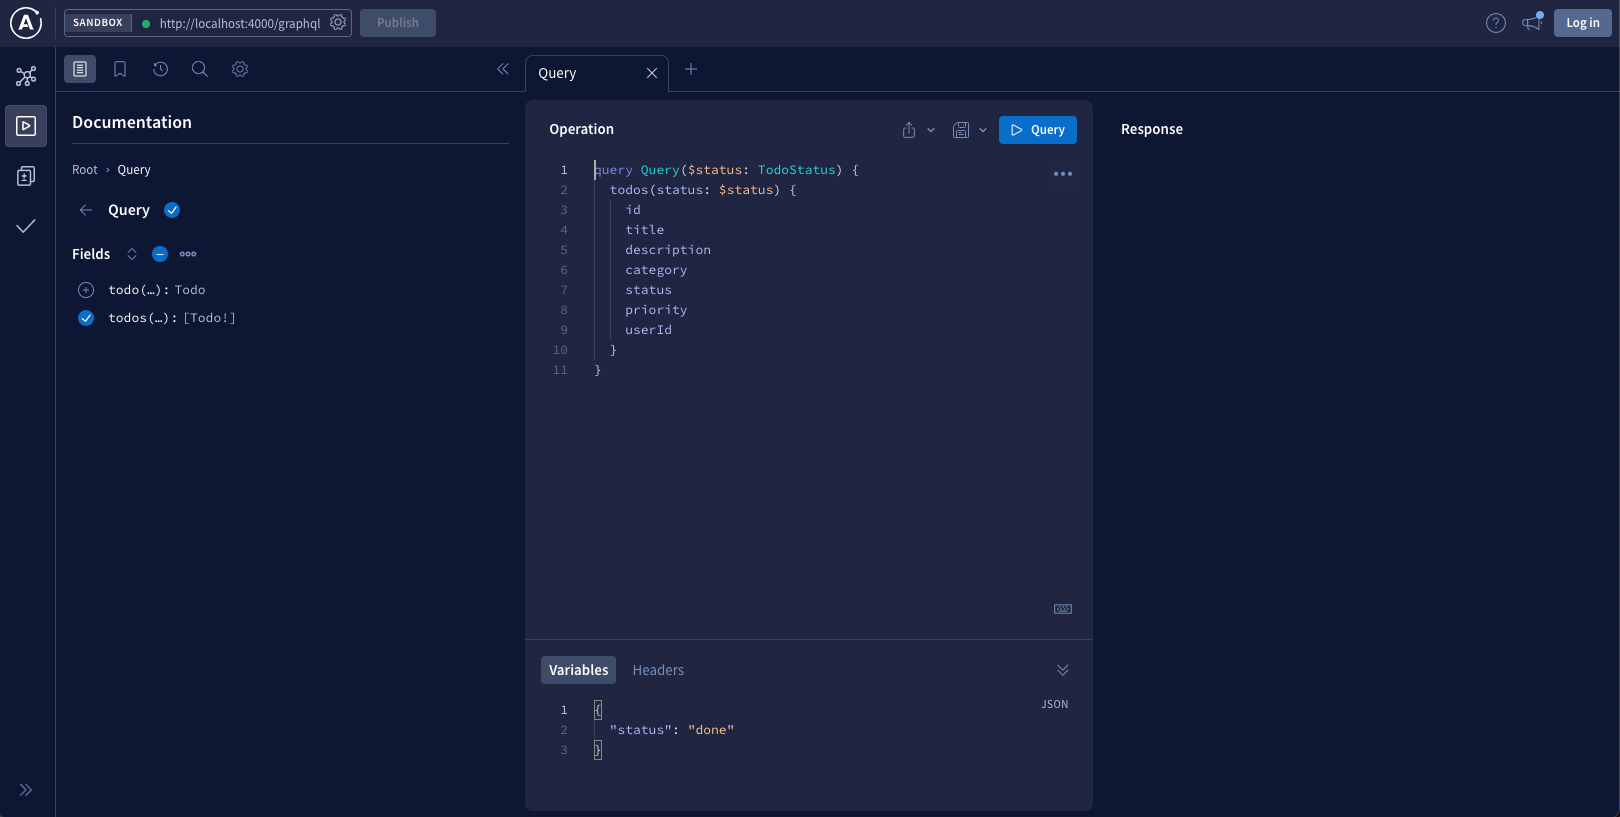 SANDBOX http://localhost:4000/graphql Publish Log in
Query
Documentation
Root › Query
Query
Fields
todo(…): Todo
todos(…): [Todo!]
Operation Query
1 query Query($status: TodoStatus) {
2 todos(status: $status) {
3 id
4 title
5 description
6 category
7 status
8 priority
9 userId
10 }
11 }
Variables Headers
JSON
1 {
2 "status": "done"
3 }
Response